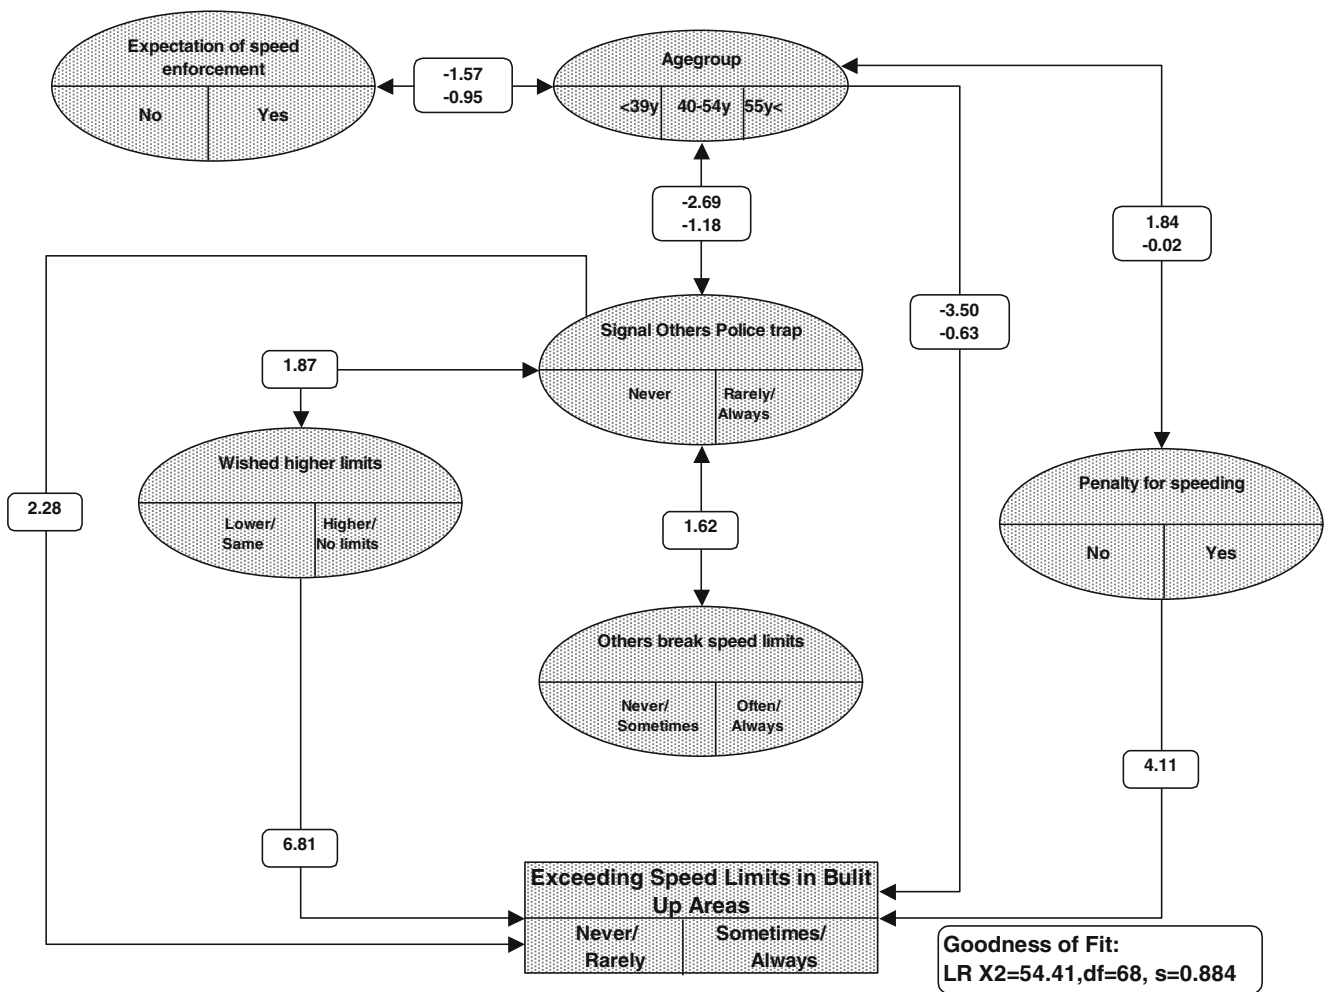 Expectation of speed
enforcement
No
Yes
-1.57
-0.95
Agegroup
<39y
40-54y
55y<
-2.69
-1.18
1.84
-0.02
-3.50
-0.63
Signal Others Police trap
Never
Rarely/
Always
1.87
Wished higher limits
Lower/
Same
Higher/
No limits
2.28
1.62
Penalty for speeding
No
Yes
Others break speed limits
Never/
Sometimes
Often/
Always
4.11
6.81
Exceeding Speed Limits in Bulit
Up Areas
Never/
Rarely
Sometimes/
Always
Goodness of Fit:
LR X2=54.41,df=68, s=0.884